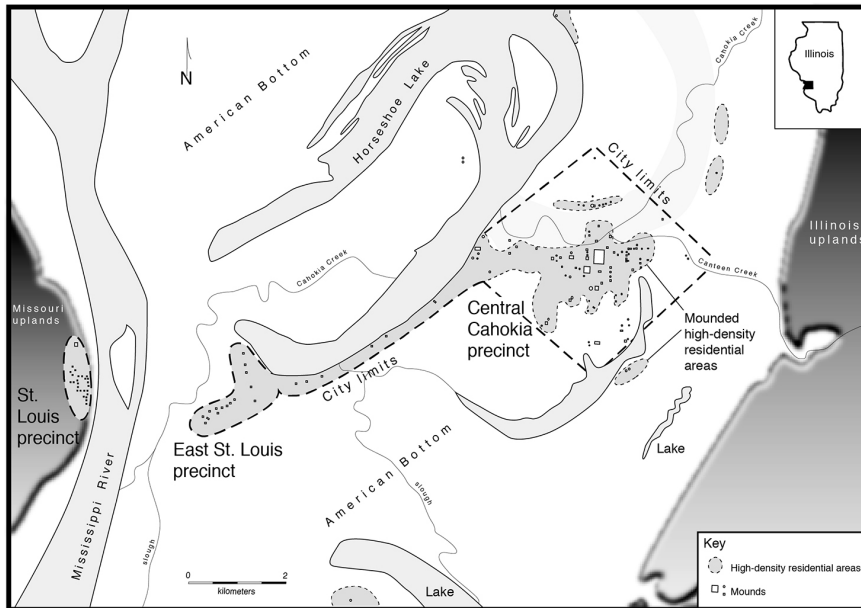 Illinois
N
American Bottom
Horseshoe Lake
Cahokia Creek
City limits
Illinois
uplands
Canteen Creek
Cahokia Creek
Missouri
uplands
Central
Cahokia
precinct
Mounded
high-density
residential
areas
City limits
St.
Louis
precinct
East St. Louis
precinct
Lake
American Bottom
Mississippi River
slough
slough
0 2
kilometers
Lake
Key
High-density residential areas
Mounds